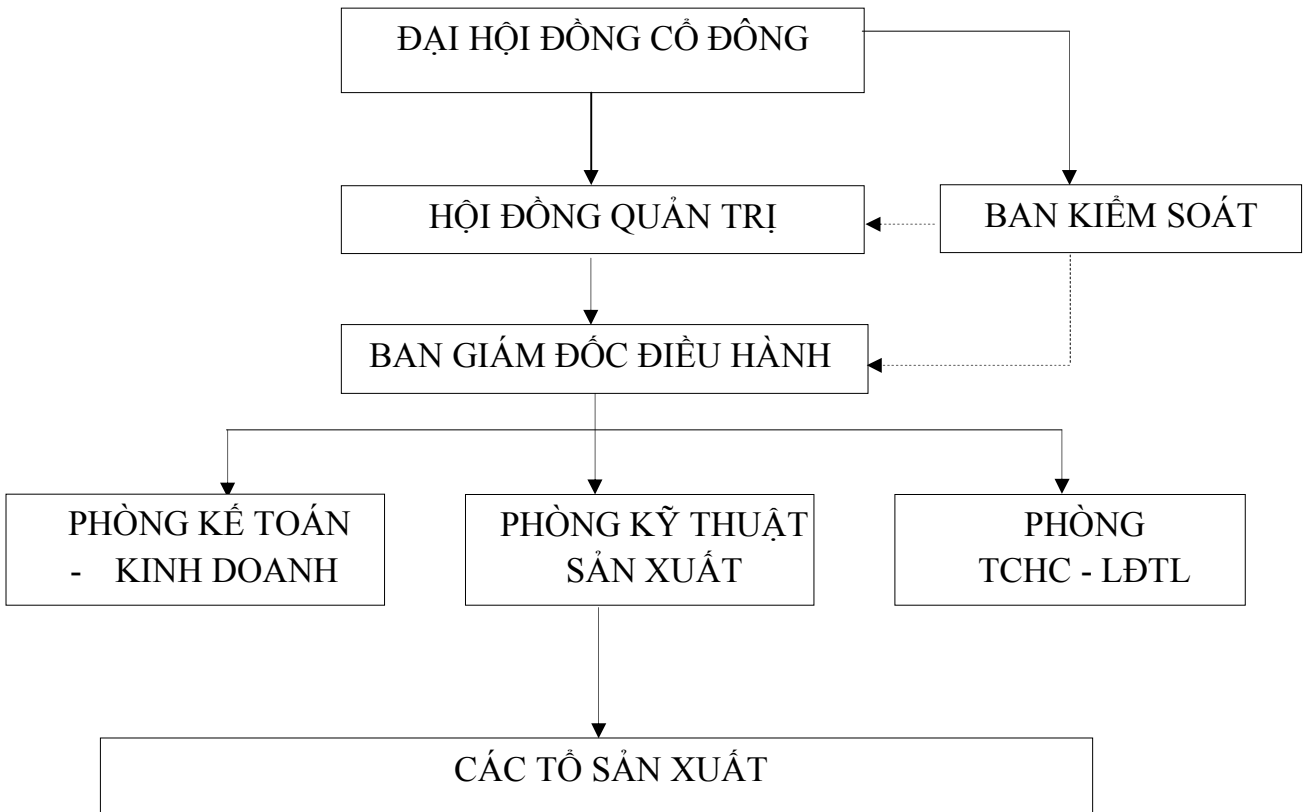 ĐẠI HỘI ĐỒNG CỔ ĐÔNG
HỘI ĐỒNG QUẢN TRỊ
BAN KIỂM SOÁT
BAN GIÁM ĐỐC ĐIỀU HÀNH
PHÒNG KẾ TOÁN
- KINH DOANH
PHÒNG KỸ THUẬT
SẢN XUẤT
PHÒNG
TCHC - LĐTL
CÁC TỔ SẢN XUẤT